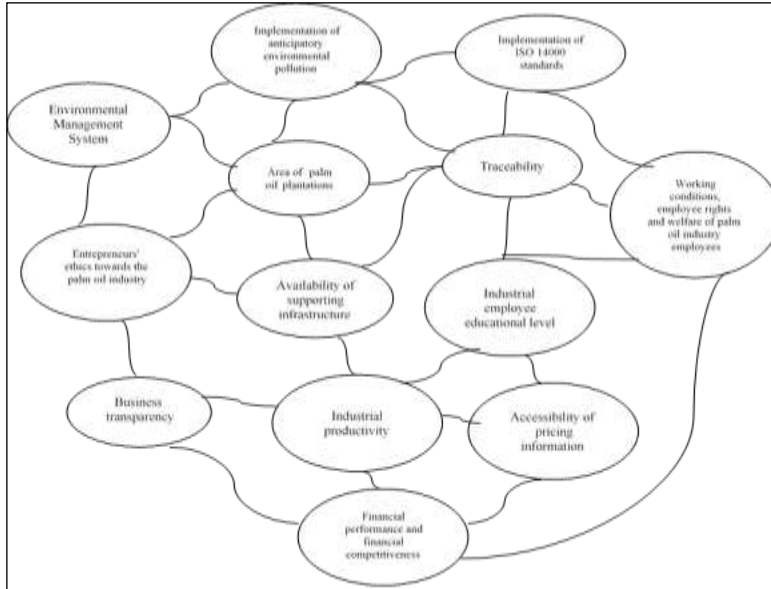 Implementation of
anticipatory
environmental
pollution
Implementation of
ISO 14000
standards
Environmental
Management
System
Area of palm
oil plantations
Traceability
Working
conditions,
employee rights
and welfare of palm
oil industry
employees
Entrepreneurs'
ethics towards the
palm oil industry
Availability of
supporting
infrastructure
Industrial
employee
educational level
Business
transparency
Industrial
productivity
Accessibility of
pricing
information
Financial
performance and
financial
competitiveness